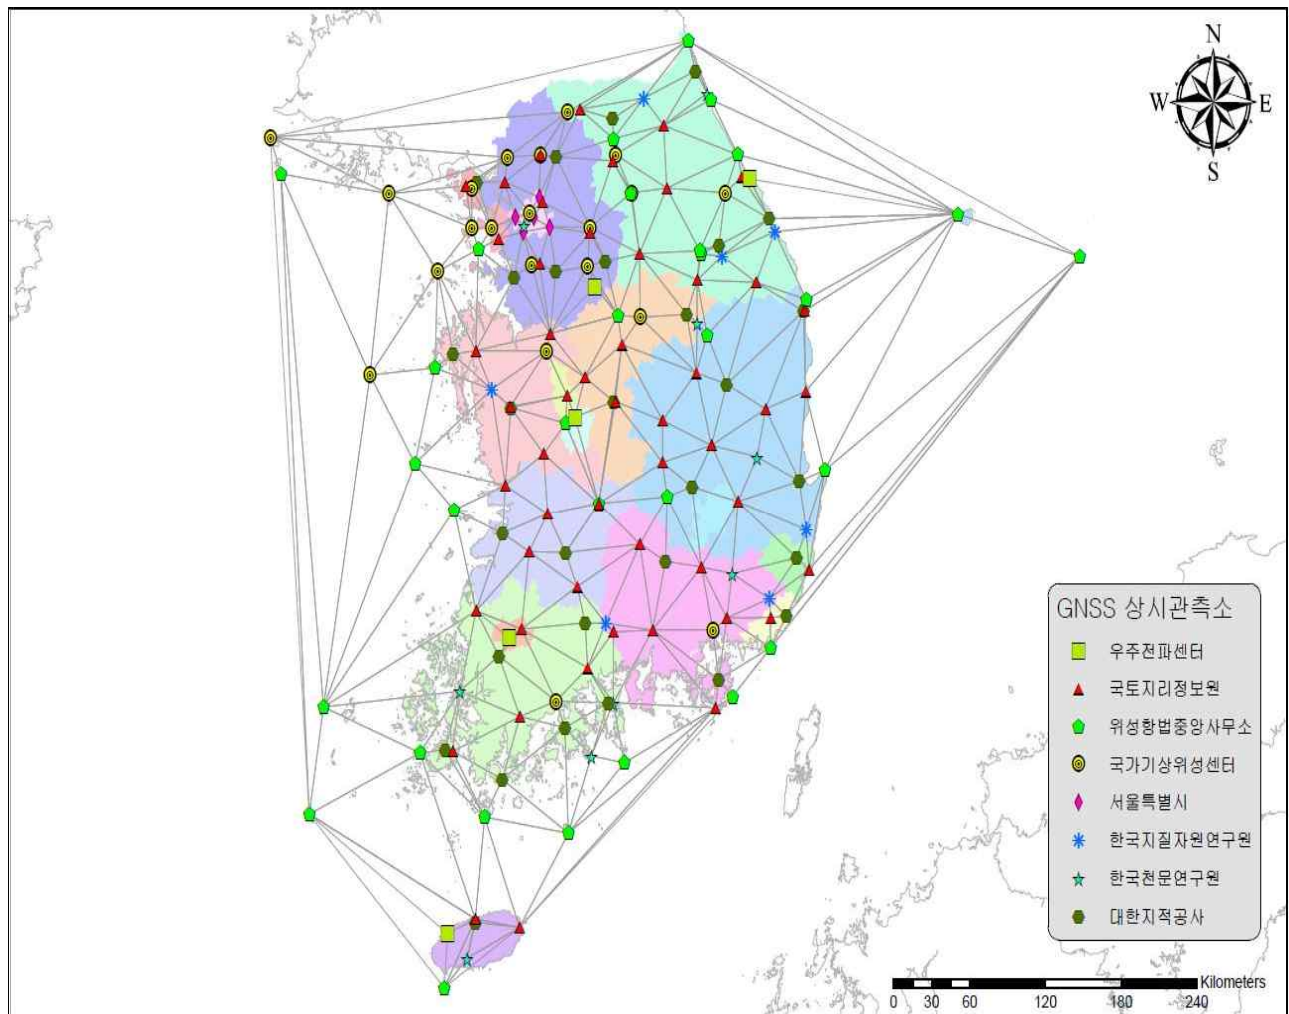 N
W E
S
GNSS 상시관측소
우주전파센터
국토지리정보원
위성항법중앙사무소
국가기상위성센터
서울특별시
한국지질자원연구원
한국천문연구원
대한지적공사
Kilometers
0 30 60 120 180 240